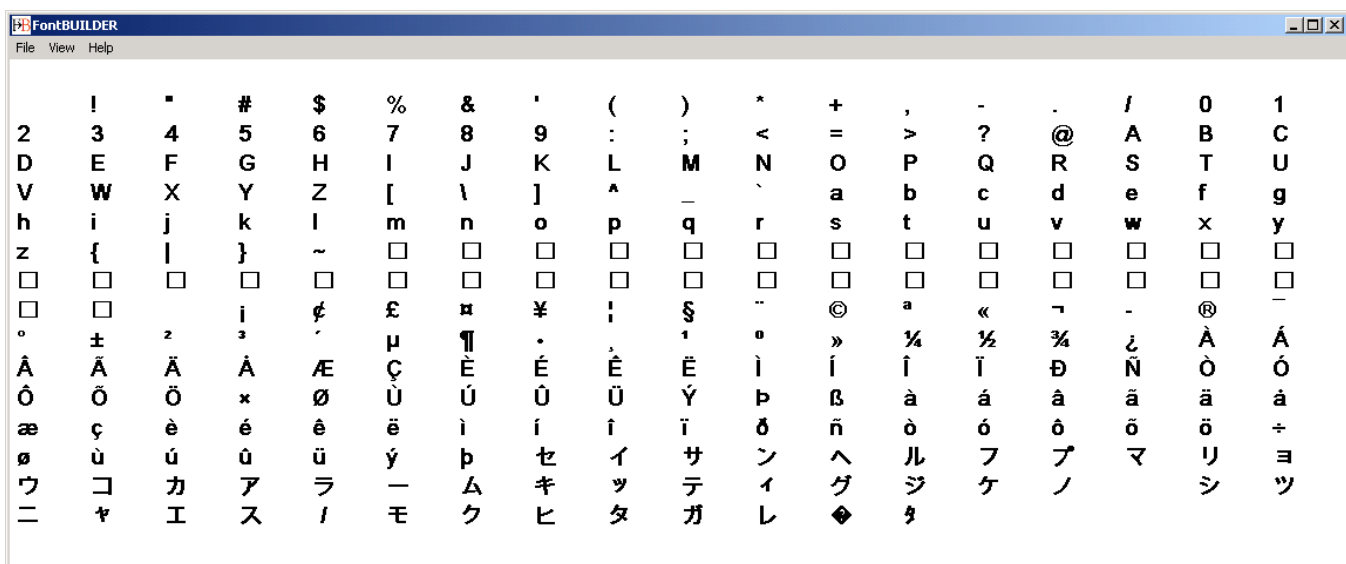 FontBUILDER
File View Help
! " # $ % & ' ( ) * + , - . / 0 1
2 3 4 5 6 7 8 9 : ; < = > ? @ A B C
D E F G H I J K L M N O P Q R S T U
V W X Y Z [ \ ] ^ _ ` a b c d e f g
h i j k l m n o p q r s t u v w x y
z { | } ~ □ □ □ □ □ □ □ □ □ □ □ □ □
□ □ □ □ □ □ □ □ □ □ □ □ □ □ □ □ □ □
□ □ ¡ ¢ £ ¤ ¥ ¦ § ¨ © ª « ¬ - ® ¯
° ± ² ³ ´ µ ¶ · ¸ ¹ º » ¼ ½ ¾ ¿ À Á
 Ã Ä Å Æ Ç È É Ê Ë Ì Í Î Ï Ð Ñ Ò Ó
Ô Õ Ö × Ø Ù Ú Û Ü Ý Þ ß à á â ã ä å
æ ç è é ê ë ì í î ï ð ñ ò ó ô õ ö ÷
ø ù ú û ü ý þ セ イ サ ン ヘ ル フ プ マ リ ヨ
ウ コ カ ア ラ ー ム キ ッ テ ィ グ ジ ケ ノ シ ツ
ニ ャ エ ス / モ ク ヒ タ ガ レ � ﾀ